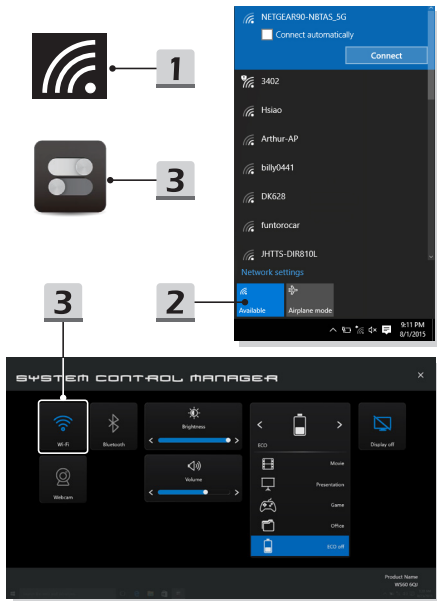 1
3
3
2
NETGEAR90-NBTAS_5G
Connect automatically
Connect
3402
Hsiao
Arthur-AP
billy0441
DK628
funtorocar
JHTTS-DIR810L
Network settings
Available
Airplane mode
9:11 PM
8/1/2015
SYSTEM CONTROL MANAGER
Wi-Fi
Bluetooth
Brightness
ECO
Display off
Webcam
Volume
Movie
Presentation
Game
Office
ECO off
Product Name
WS60 6QJ